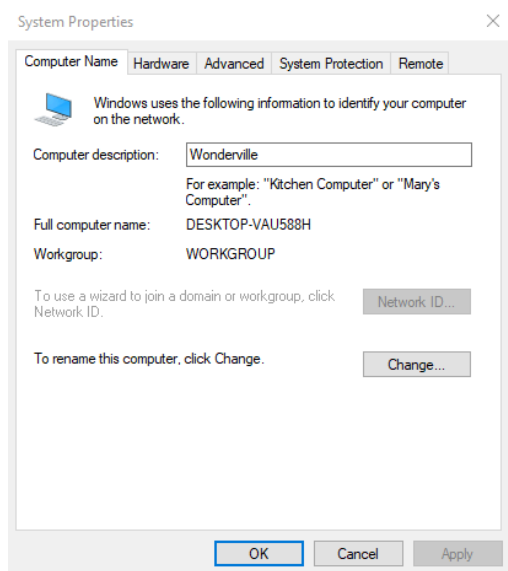 System Properties
Computer Name Hardware Advanced System Protection Remote
Windows uses the following information to identify your computer
on the network.
Computer description: Wonderville
For example: "Kitchen Computer" or "Mary's
Computer".
Full computer name: DESKTOP-VAU588H
Workgroup: WORKGROUP
To use a wizard to join a domain or workgroup, click
Network ID.
Network ID...
To rename this computer, click Change.
Change...
OK Cancel Apply